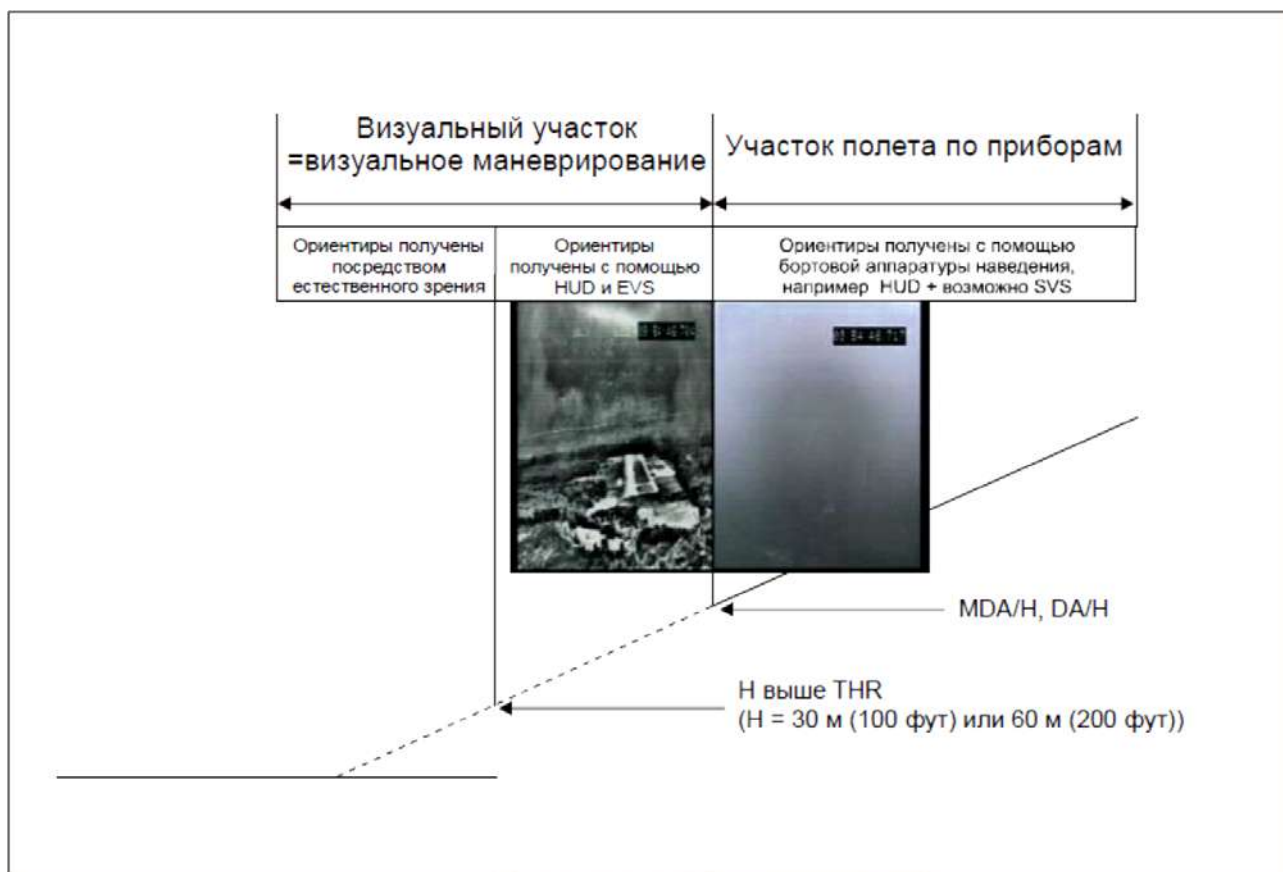 Визуальный участок
=визуальное маневрирование
Участок полета по приборам
Ориентиры получены
посредством
естественного зрения
Ориентиры
получены с помощью
HUD и EVS
Ориентиры получены с помощью
бортовой аппаратуры наведения,
например HUD + возможно SVS
MDA/H, DA/H
Н выше THR
(Н = 30 м (100 фут) или 60 м (200 фут))